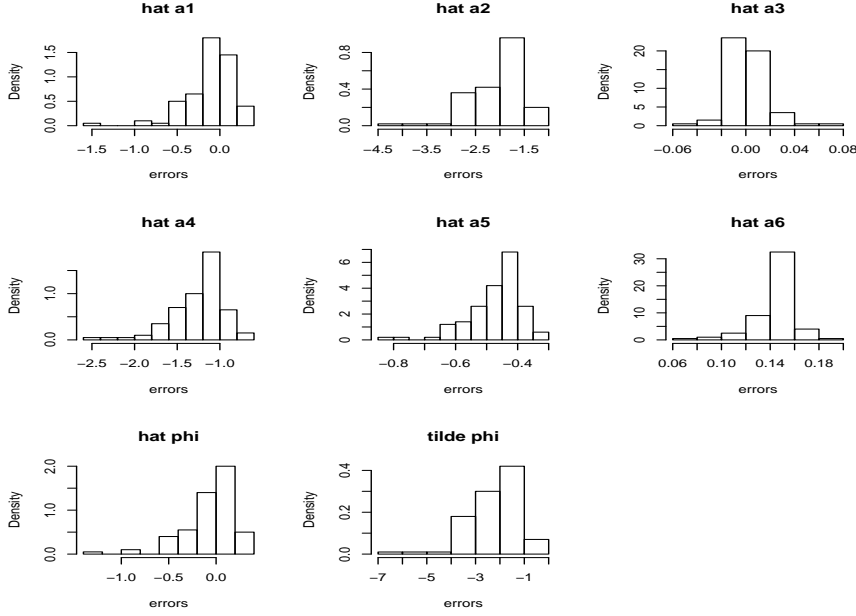 hat a1
hat a2
hat a3
Density
0.0 0.5 1.5
−1.5 −1.0 −0.5 0.0
errors
Density
0.0 0.4 0.8
−4.5 −3.5 −2.5 −1.5
errors
Density
0 5 10 20
−0.06 0.00 0.04 0.08
errors
hat a4
hat a5
hat a6
Density
0.0 1.0
−2.5 −2.0 −1.5 −1.0
errors
Density
0 2 4 6
−0.8 −0.6 −0.4
errors
Density
0 10 20 30
0.06 0.10 0.14 0.18
errors
hat phi
tilde phi
Density
0.0 1.0 2.0
−1.0 −0.5 0.0
errors
Density
0.0 0.2 0.4
−7 −5 −3 −1
errors